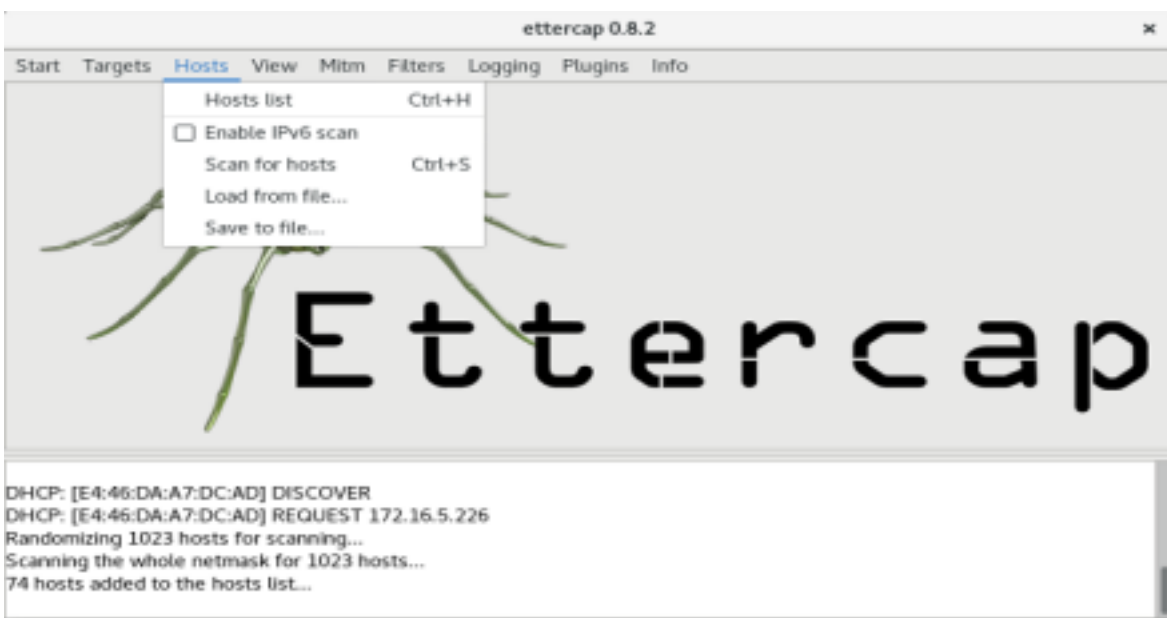 ettercap 0.8.2 ×
Start Targets Hosts View Mitm Filters Logging Plugins Info
Hosts list Ctrl+H
Enable IPv6 scan
Scan for hosts Ctrl+S
Load from file...
Save to file...
Ettercap
DHCP: [E4:46:DA:A7:DC:AD] DISCOVER
DHCP: [E4:46:DA:A7:DC:AD] REQUEST 172.16.5.226
Randomizing 1023 hosts for scanning...
Scanning the whole netmask for 1023 hosts...
74 hosts added to the hosts list...